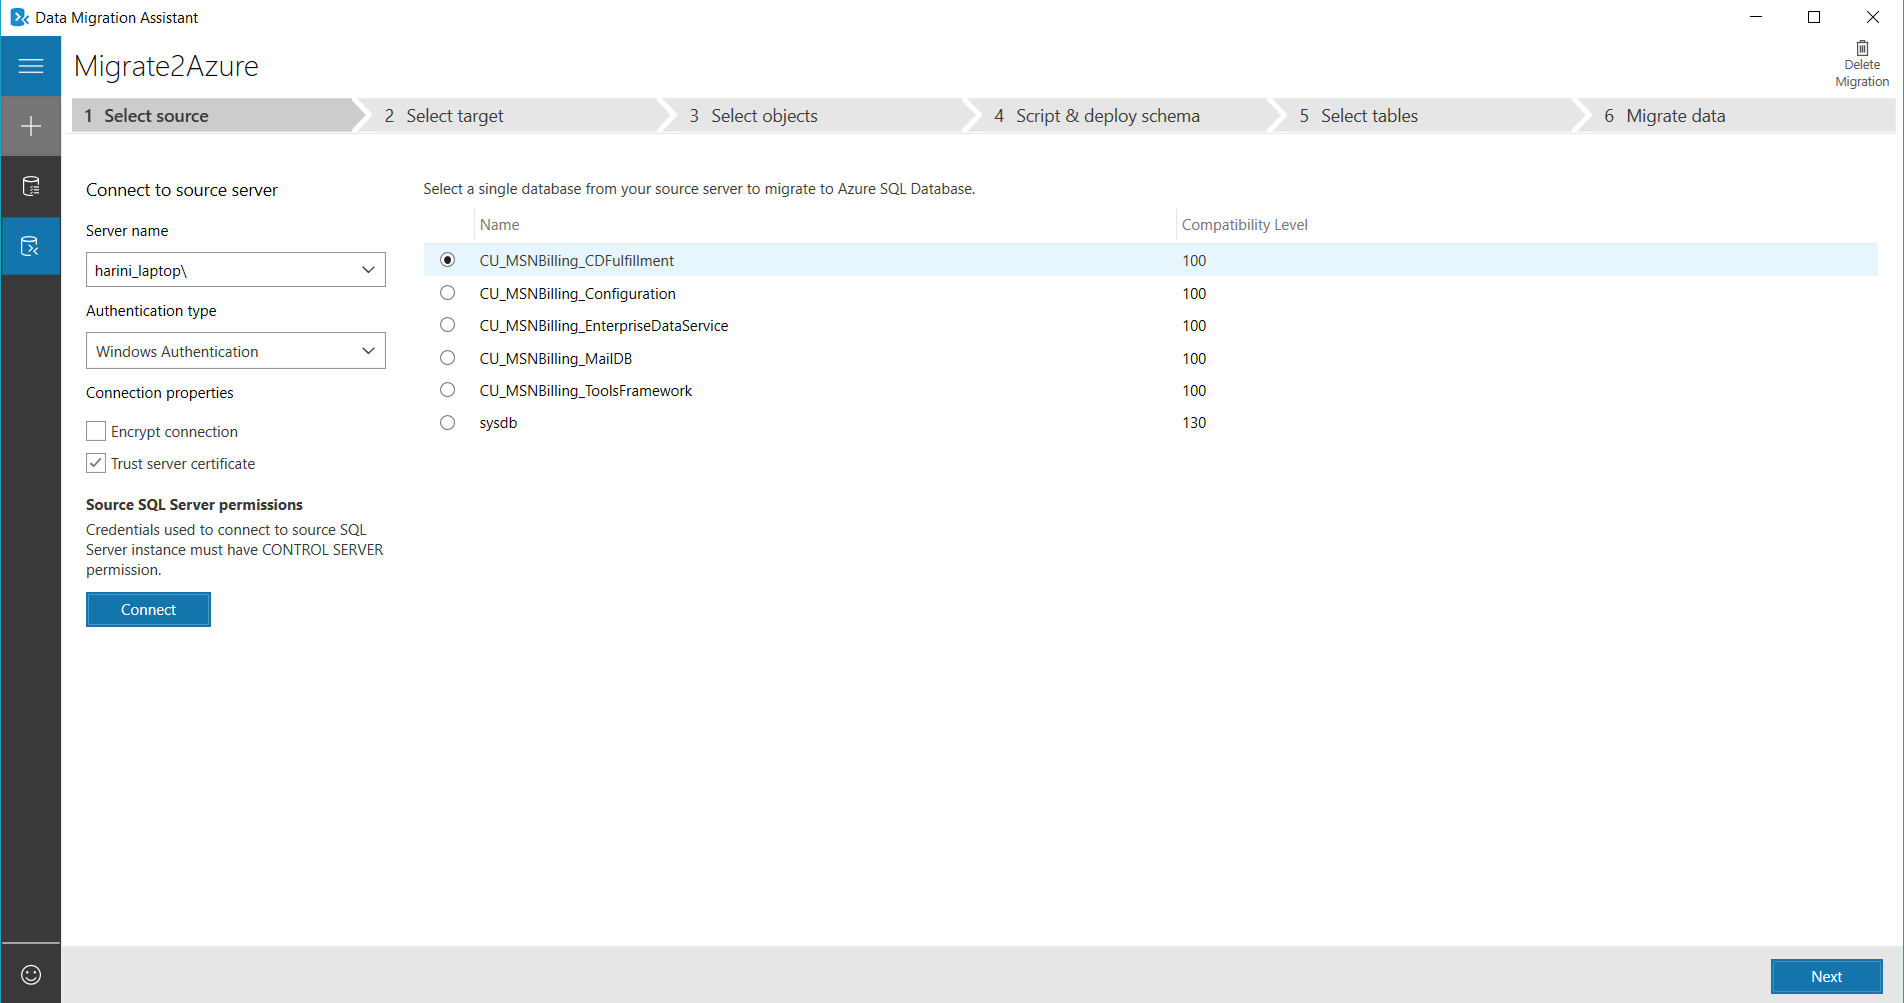 Data Migration Assistant
Migrate2Azure
Delete
Migration
1 Select source
2 Select target
3 Select objects
4 Script & deploy schema
5 Select tables
6 Migrate data
Connect to source server
Server name
harini_laptop\
Authentication type
Windows Authentication
Connection properties
Encrypt connection
Trust server certificate
Source SQL Server permissions
Credentials used to connect to source SQL
Server instance must have CONTROL SERVER
permission.
Connect
Select a single database from your source server to migrate to Azure SQL Database.
Name Compatibility Level
CU_MSNBilling_CDFulfillment 100
CU_MSNBilling_Configuration 100
CU_MSNBilling_EnterpriseDataService 100
CU_MSNBilling_MailDB 100
CU_MSNBilling_ToolsFramework 100
sysdb 130
Next